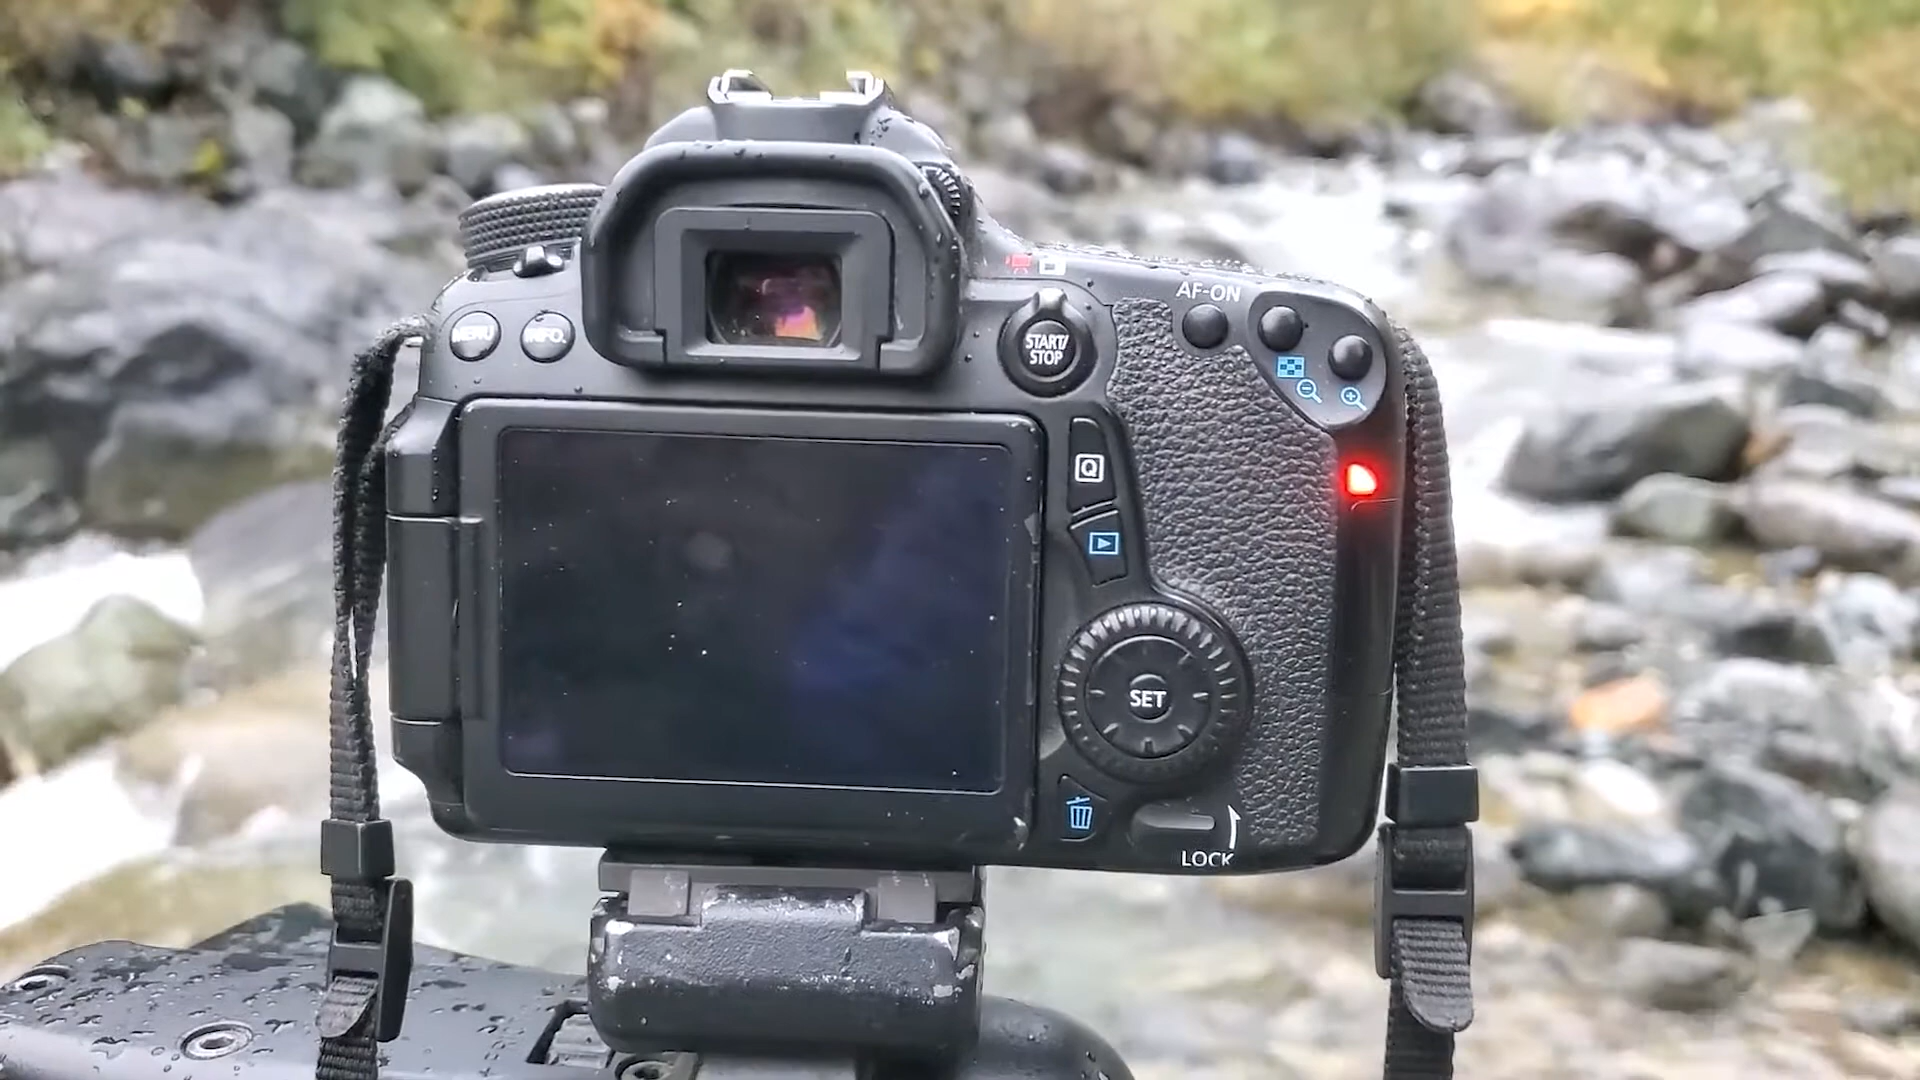 AF-ON
MENU
INFO.
START/
STOP
Q
SET
LOCK